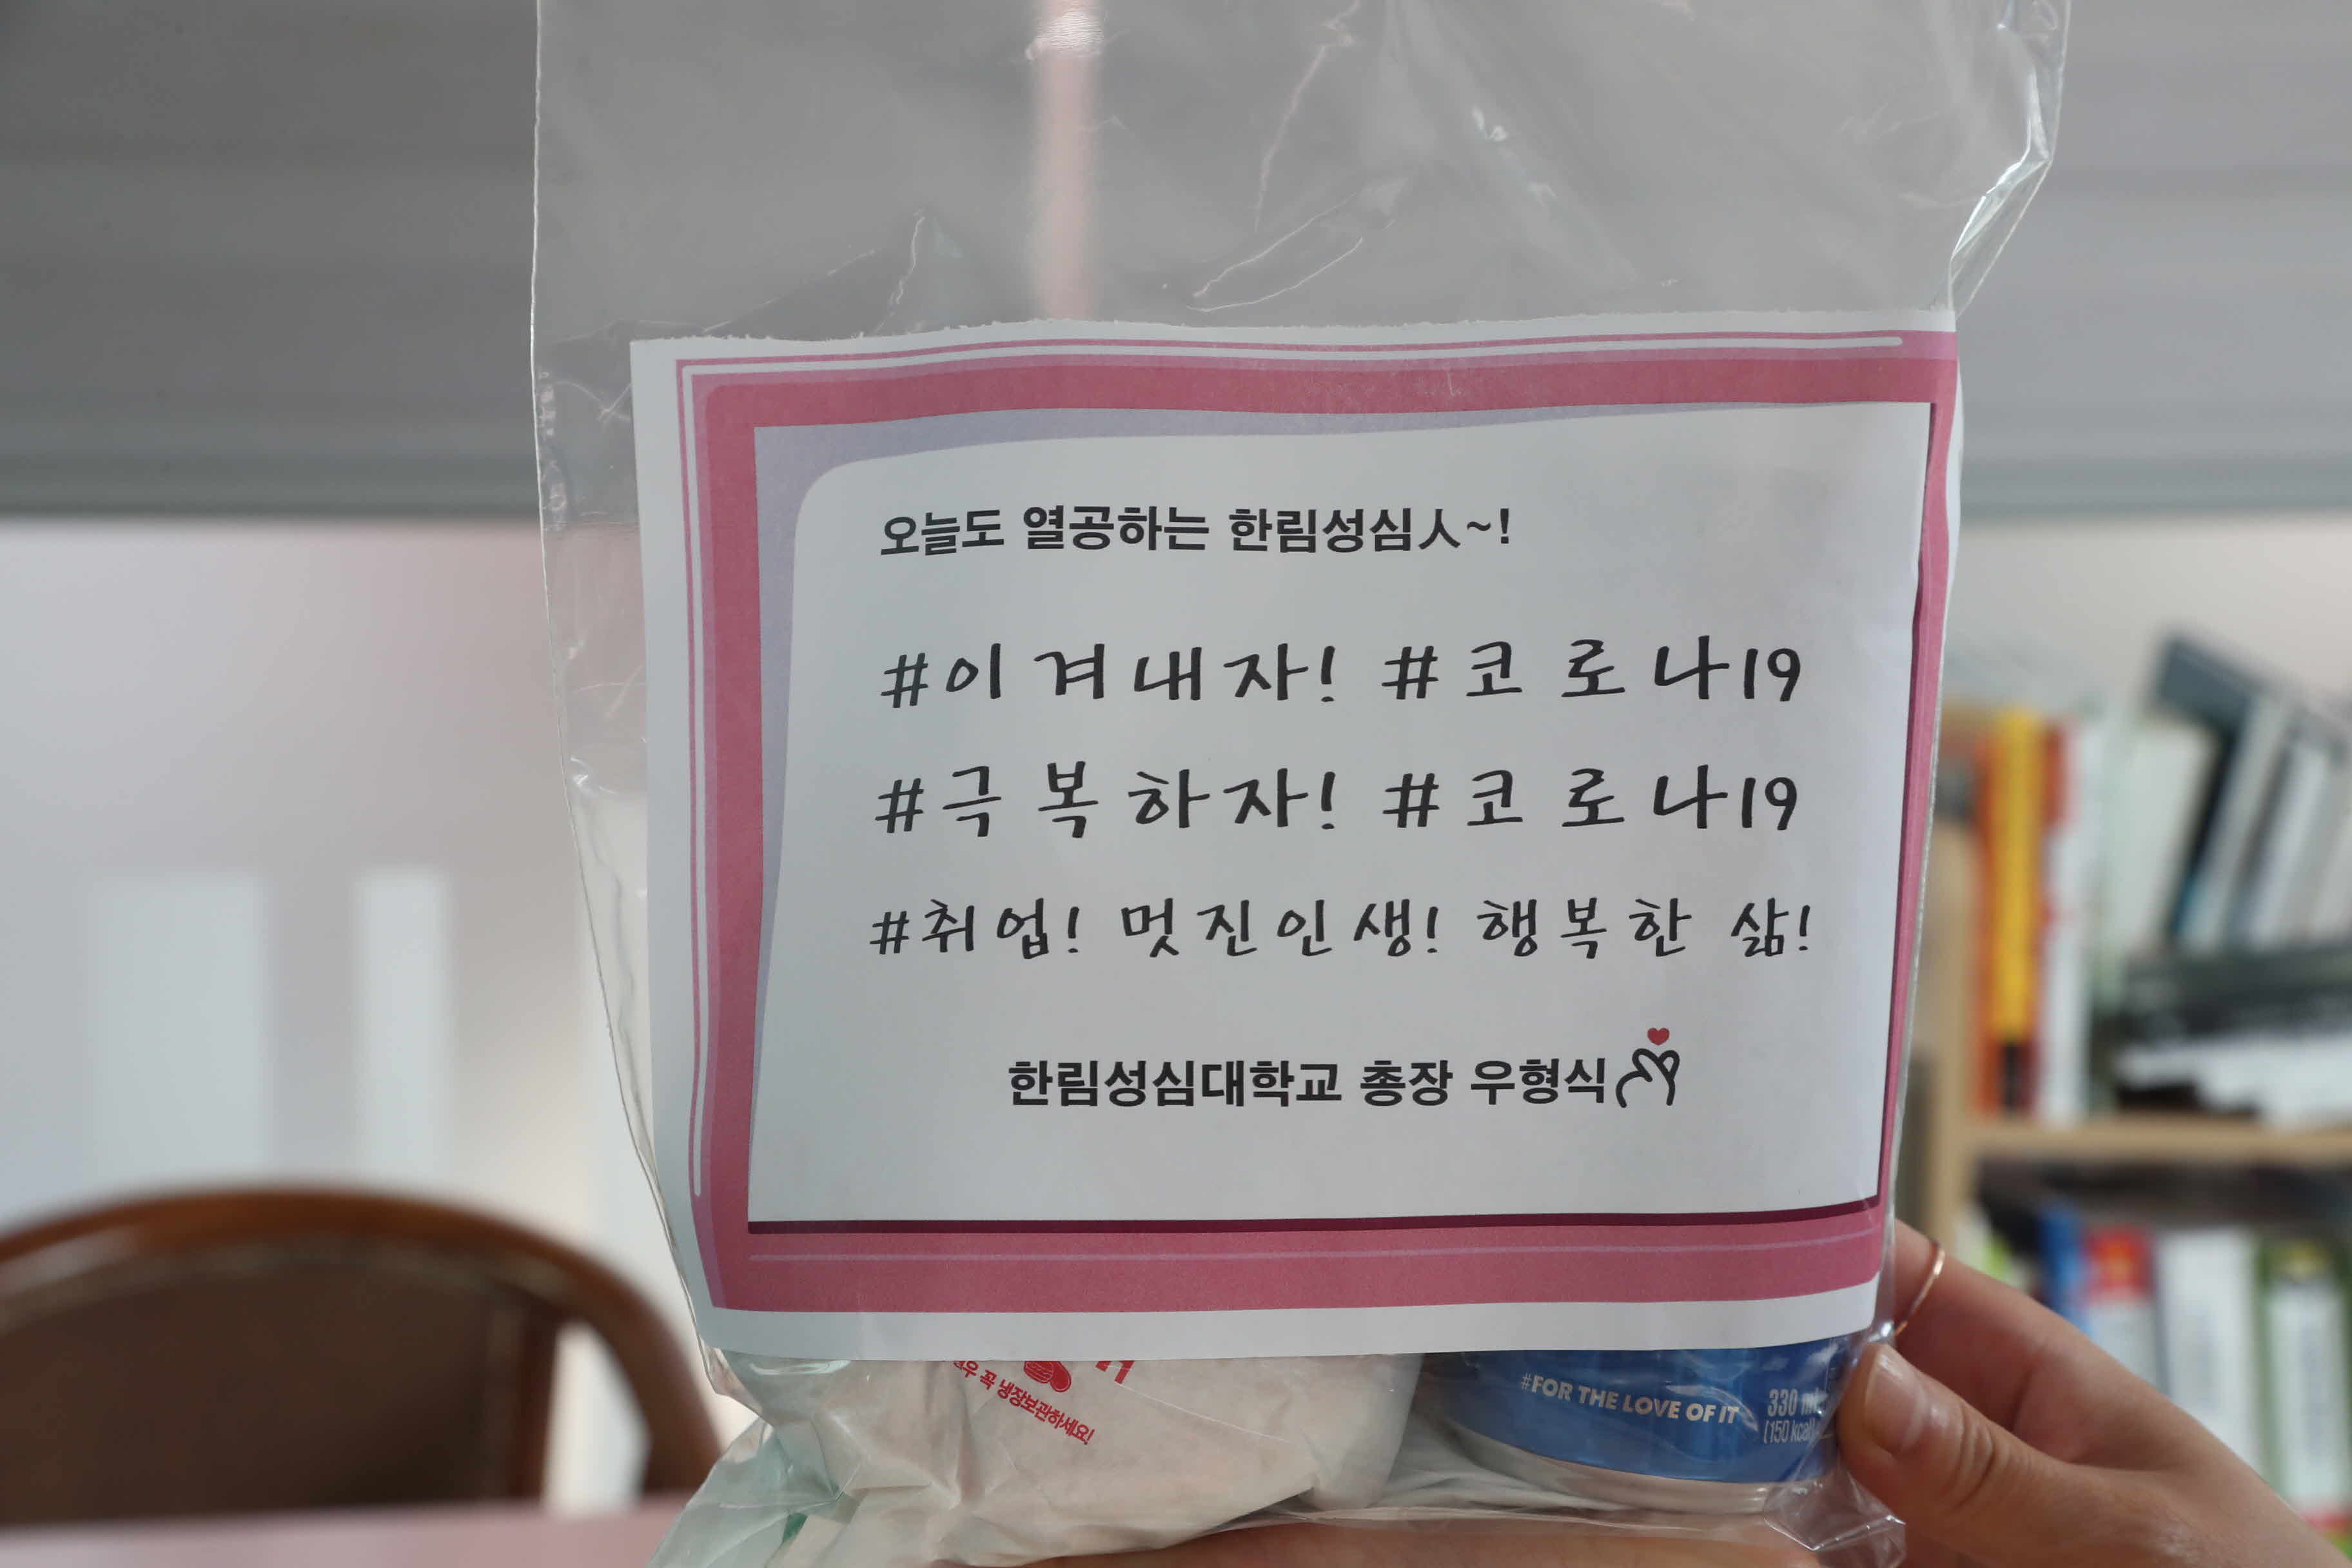 오늘도 열공하는 한림성심人~!
#이겨내자! #코로나19
#극복하자! #코로나19
#취업! 멋진인생! 행복한 삶!
한림성심대학교 총장 우형식
꼭 냉장보관하세요!
#FOR THE LOVE OF IT
330 ml
(150 kcal)